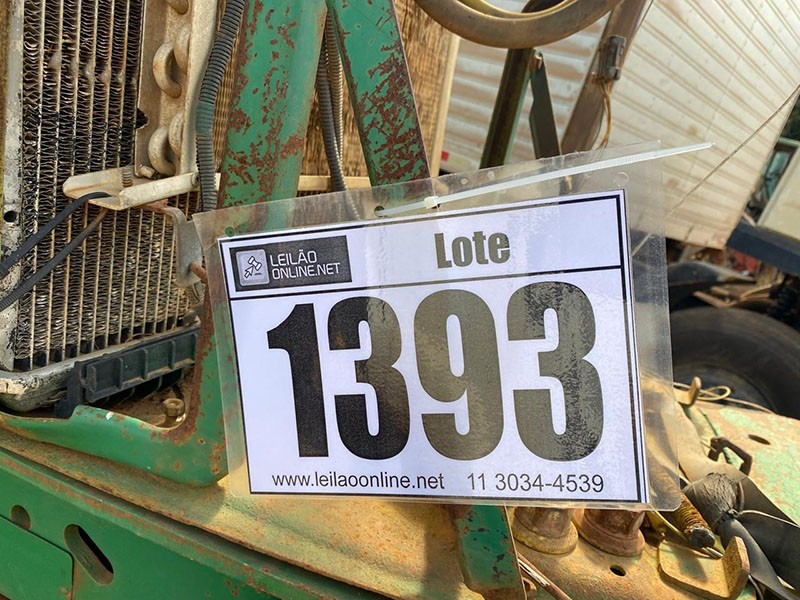 LEILÃO
ONLINE.NET
Lote
1393
www.leilaoonline.net 11 3034-4539